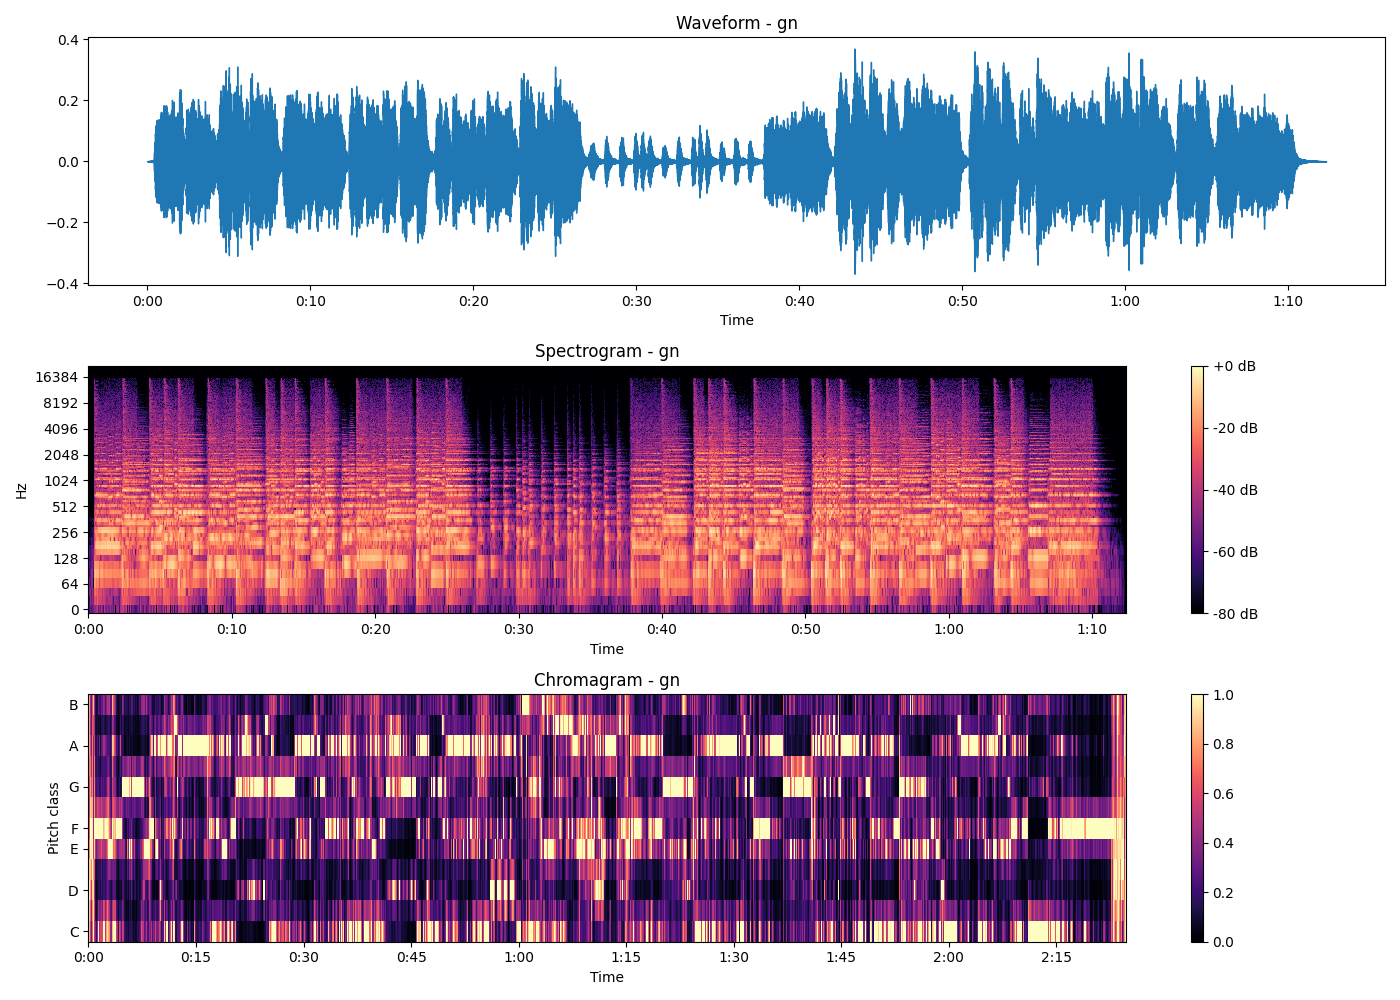 Waveform - gn
0.4
0.2
0.0
−0.2
−0.4
0:00 0:10 0:20 0:30 0:40 0:50 1:00 1:10
Time
Spectrogram - gn
Hz
16384
8192
4096
2048
1024
512
256
128
64
0
0:00 0:10 0:20 0:30 0:40 0:50 1:00 1:10
Time
+0 dB
-20 dB
-40 dB
-60 dB
-80 dB
Chromagram - gn
Pitch class
B
A
G
F
E
D
C
0:00 0:15 0:30 0:45 1:00 1:15 1:30 1:45 2:00 2:15
Time
1.0
0.8
0.6
0.4
0.2
0.0